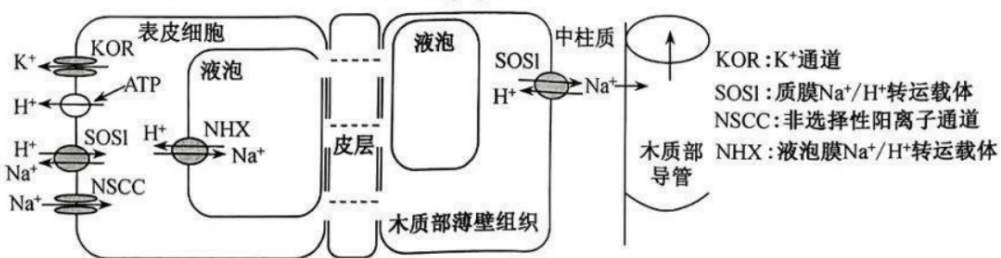 表皮细胞
KOR
K⁺
ATP
H⁺
液泡
H⁺
SOSl
Na⁺
H⁺
NHX
Na⁺
NSCC
Na⁺
皮层
液泡
SOSl
H⁺
Na⁺
木质部薄壁组织
中柱质
木质部
导管
KOR:K⁺通道
SOSl:质膜Na⁺/H⁺转运载体
NSCC:非选择性阳离子通道
NHX:液泡膜Na⁺/H⁺转运载体